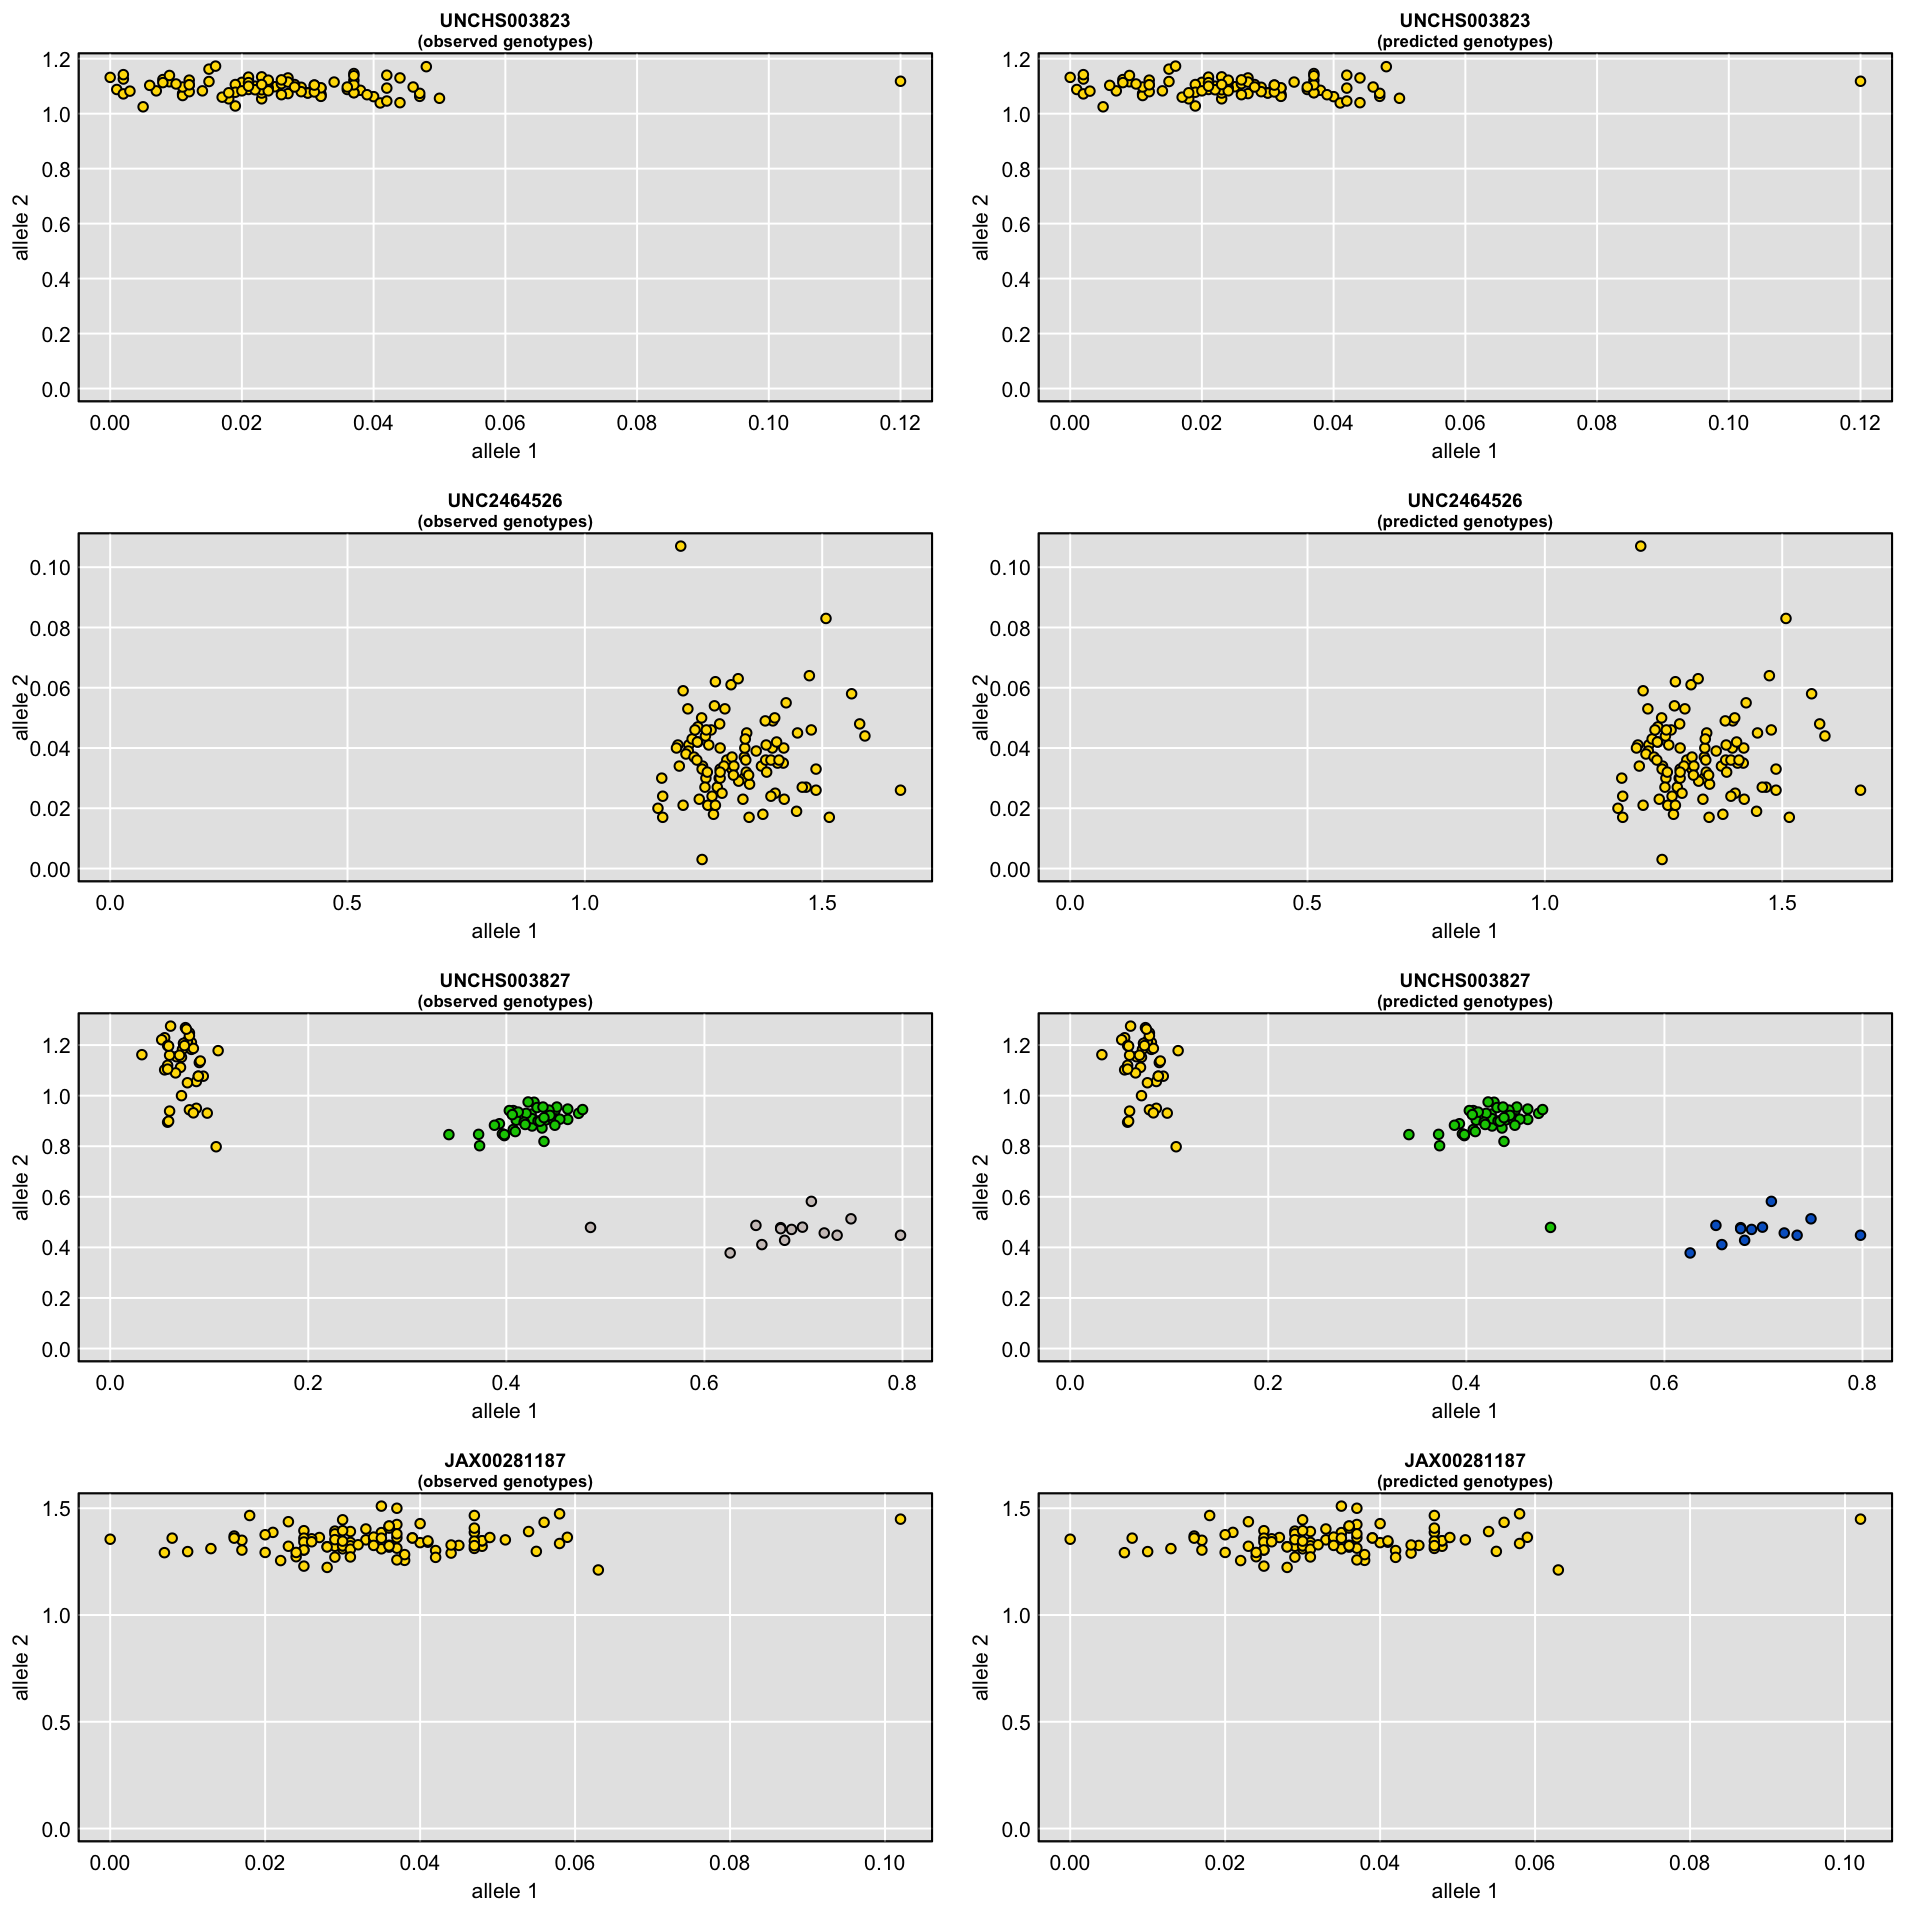 UNCHS003823
(observed genotypes)
1.2
1.0
0.8
0.6
0.4
0.2
0.0
allele 2
0.00 0.02 0.04 0.06 0.08 0.10 0.12
allele 1
UNCHS003823
(predicted genotypes)
1.2
1.0
0.8
0.6
0.4
0.2
0.0
allele 2
0.00 0.02 0.04 0.06 0.08 0.10 0.12
allele 1
UNC2464526
(observed genotypes)
0.10
0.08
0.06
0.04
0.02
0.00
allele 2
0.0 0.5 1.0 1.5
allele 1
UNC2464526
(predicted genotypes)
0.10
0.08
0.06
0.04
0.02
0.00
allele 2
0.0 0.5 1.0 1.5
allele 1
UNCHS003827
(observed genotypes)
1.2
1.0
0.8
0.6
0.4
0.2
0.0
allele 2
0.0 0.2 0.4 0.6 0.8
allele 1
UNCHS003827
(predicted genotypes)
1.2
1.0
0.8
0.6
0.4
0.2
0.0
allele 2
0.0 0.2 0.4 0.6 0.8
allele 1
JAX00281187
(observed genotypes)
1.5
1.0
0.5
0.0
allele 2
0.00 0.02 0.04 0.06 0.08 0.10
allele 1
JAX00281187
(predicted genotypes)
1.5
1.0
0.5
0.0
allele 2
0.00 0.02 0.04 0.06 0.08 0.10
allele 1